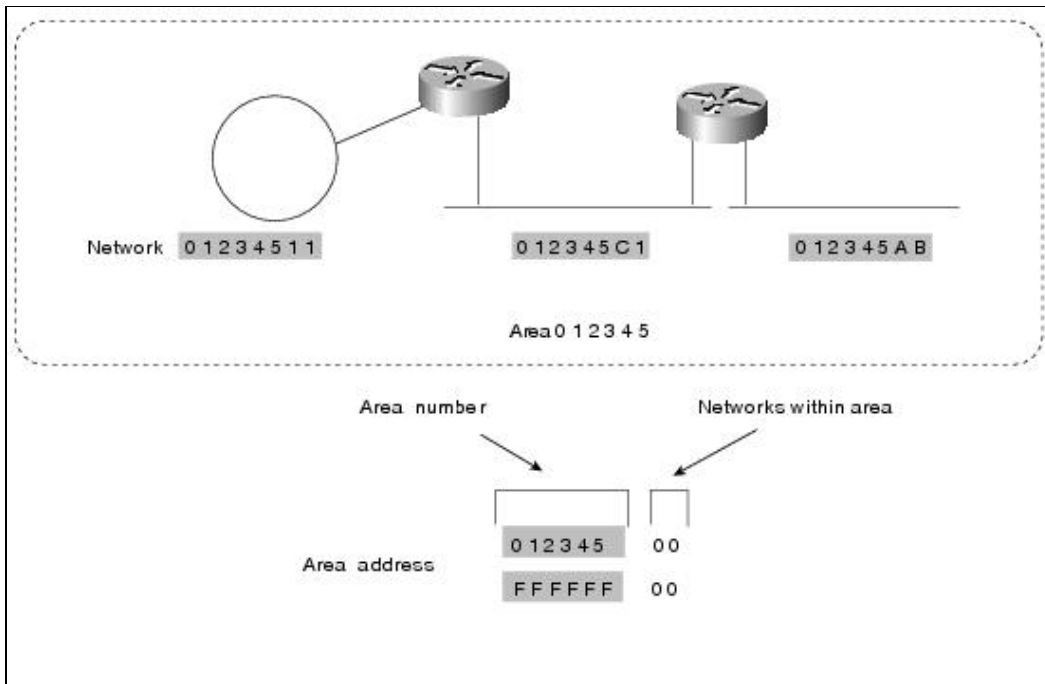 Network 0 1 2 3 4 5 1 1 0 1 2 3 4 5 C 1 0 1 2 3 4 5 A B
Area 0 1 2 3 4 5
Area number Networks within area
0 1 2 3 4 5 0 0
Area address
F F F F F F 0 0